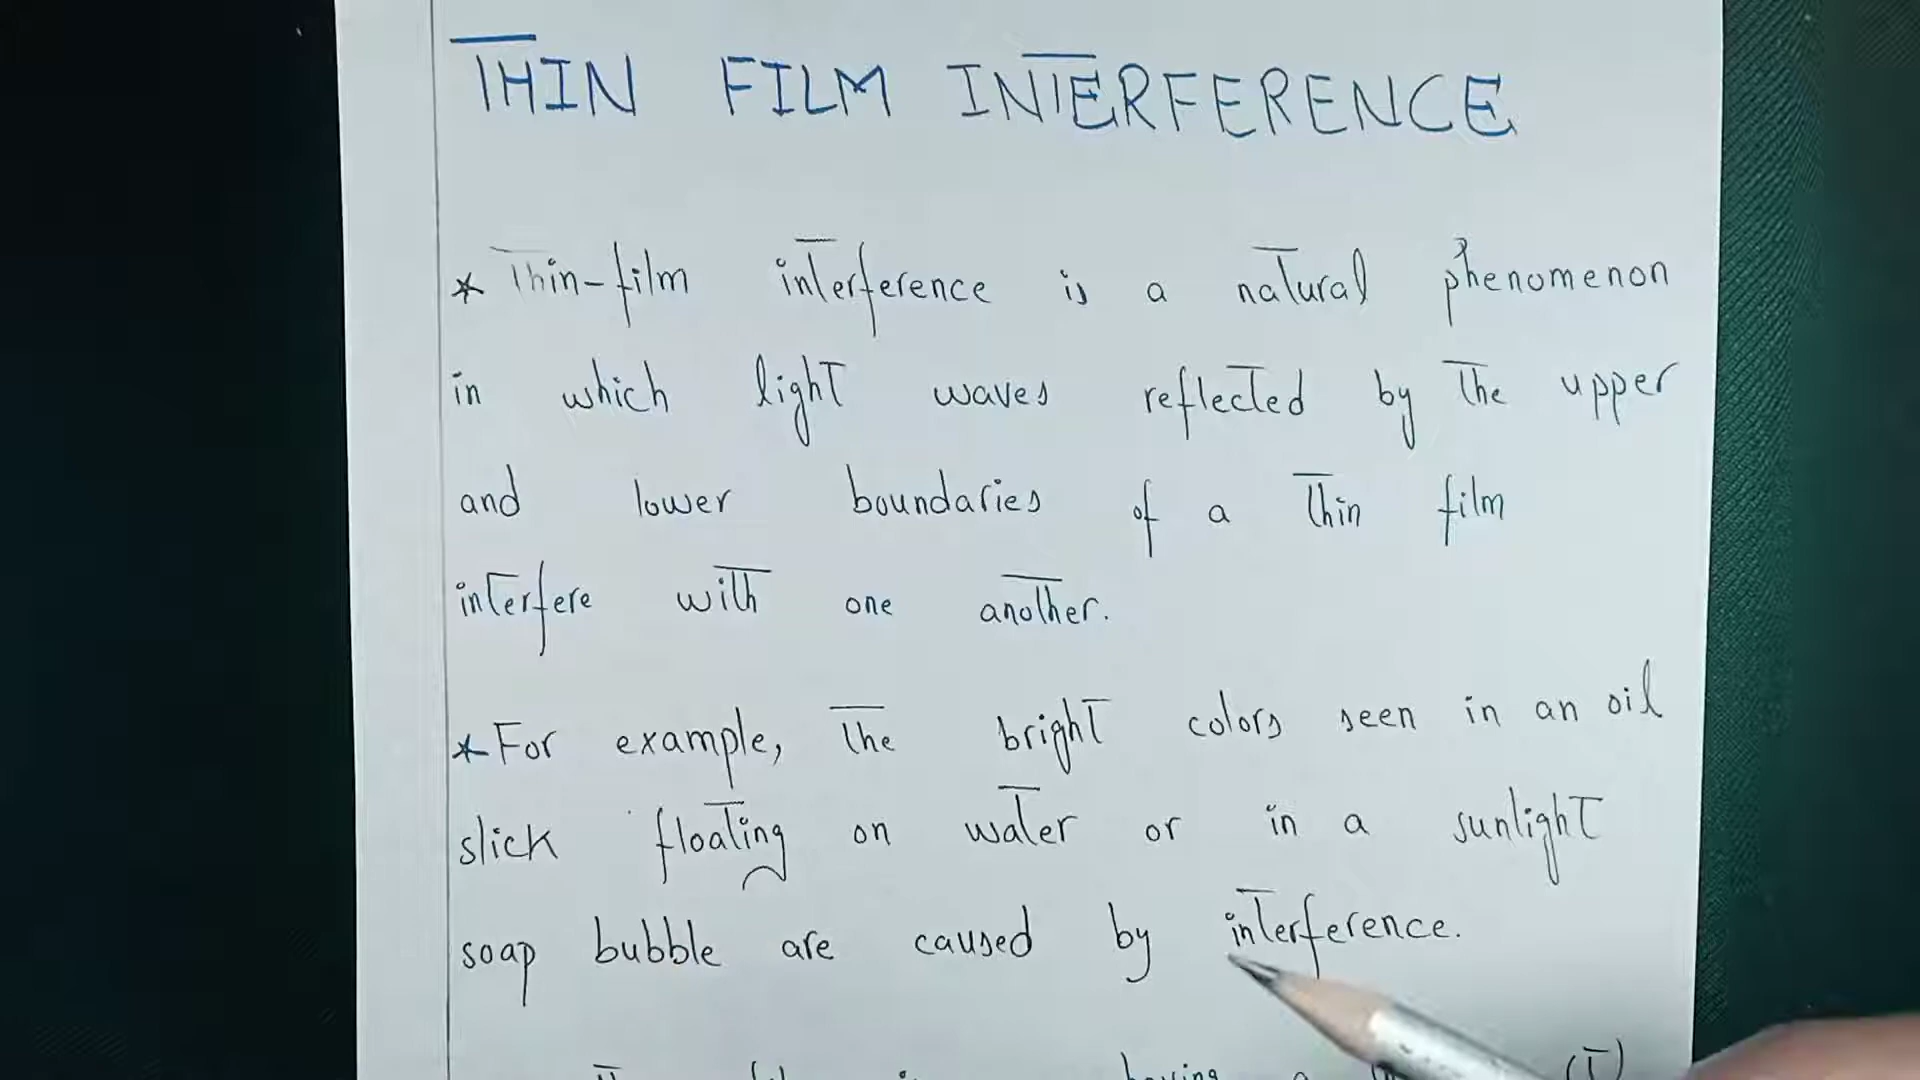 THIN FILM INTERFERENCE
* Thin-film interference is a natural phenomenon
in which light waves reflected by the upper
and lower boundaries of a thin film
interfere with one another.
* For example, the bright colors seen in an oil
slick floating on water or in a sunlight
soap bubble are caused by interference.
having a (T)